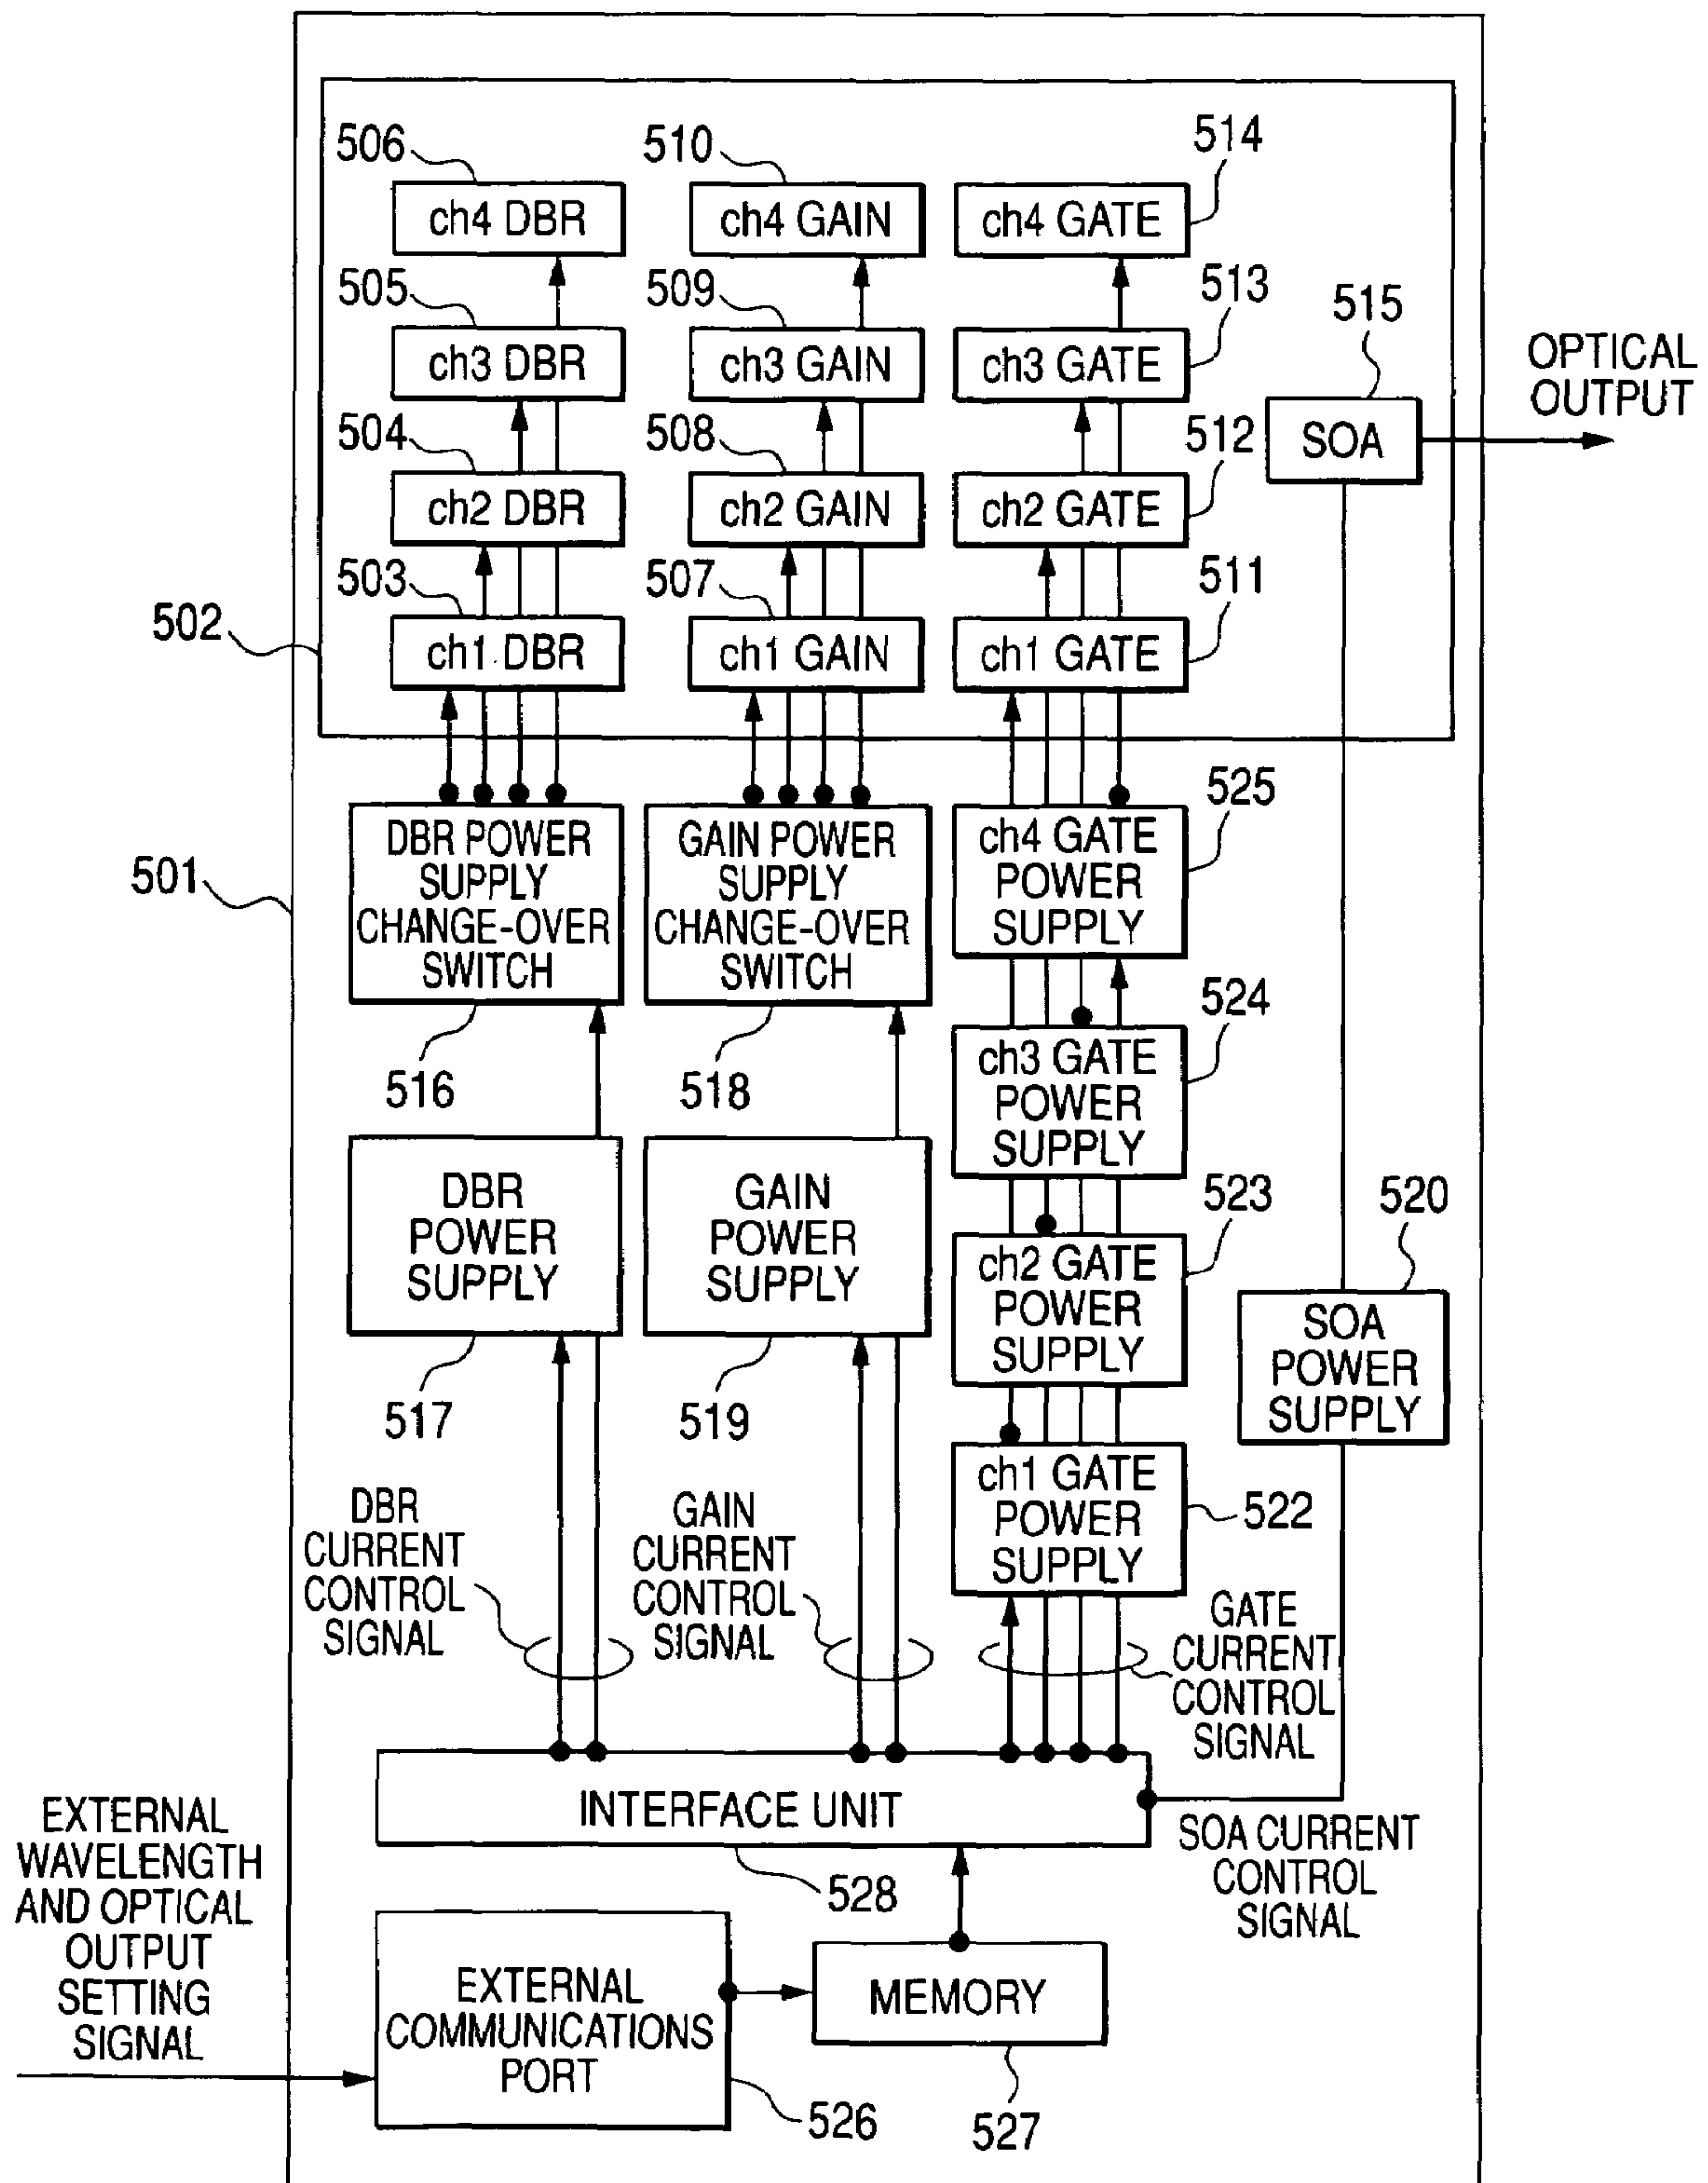 506
510
514
ch4 DBR
ch4 GAIN
ch4 GATE
505
509
513
515
ch3 DBR
ch3 GAIN
ch3 GATE
OPTICAL
OUTPUT
504
508
512
SOA
ch2 DBR
ch2 GAIN
ch2 GATE
503
507
511
502
ch1 DBR
ch1 GAIN
ch1 GATE
501
DBR POWER
SUPPLY
CHANGE-OVER
SWITCH
GAIN POWER
SUPPLY
CHANGE-OVER
SWITCH
ch4 GATE
POWER
SUPPLY
525
516
518
ch3 GATE
POWER
SUPPLY
524
DBR
POWER
SUPPLY
GAIN
POWER
SUPPLY
ch2 GATE
POWER
SUPPLY
523
520
SOA
POWER
SUPPLY
517
519
ch1 GATE
POWER
SUPPLY
522
DBR
CURRENT
CONTROL
SIGNAL
GAIN
CURRENT
CONTROL
SIGNAL
GATE
CURRENT
CONTROL
SIGNAL
INTERFACE UNIT
528
SOA CURRENT
CONTROL
SIGNAL
EXTERNAL
WAVELENGTH
AND OPTICAL
OUTPUT
SETTING
SIGNAL
EXTERNAL
COMMUNICATIONS
PORT
526
MEMORY
527